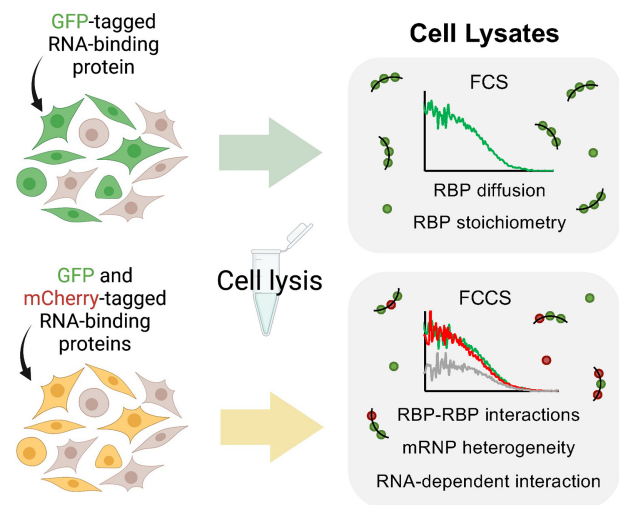 GFP-tagged
RNA-binding
protein
Cell Lysates
FCS
RBP diffusion
RBP stoichiometry
Cell lysis
GFP and
mCherry-tagged
RNA-binding
proteins
FCCS
RBP-RBP interactions
mRNP heterogeneity
RNA-dependent interaction